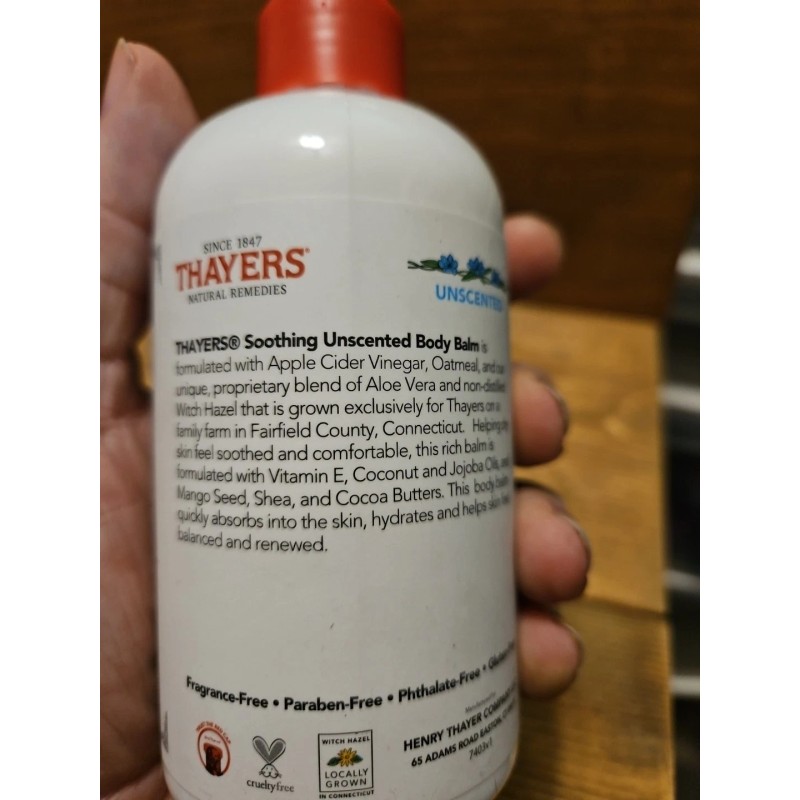 SINCE 1847
THAYERS®
NATURAL REMEDIES
UNSCENTED
THAYERS® Soothing Unscented Body Balm is
formulated with Apple Cider Vinegar, Oatmeal, and our
unique, proprietary blend of Aloe Vera and non-distilled
Witch Hazel that is grown exclusively for Thayers on a
family farm in Fairfield County, Connecticut. Helping dry
skin feel soothed and comfortable, this rich balm is
formulated with Vitamin E, Coconut and Jojoba Oils, and
Mango Seed, Shea, and Cocoa Butters. This body balm
quickly absorbs into the skin, hydrates and helps skin feel
balanced and renewed.
Fragrance-Free • Paraben-Free • Phthalate-Free •
cruelty free
WITCH HAZEL
LOCALLY
GROWN
IN CONNECTICUT
Manufactured by
HENRY THAYER COMPANY
65 ADAMS ROAD EASTON,
7403v1